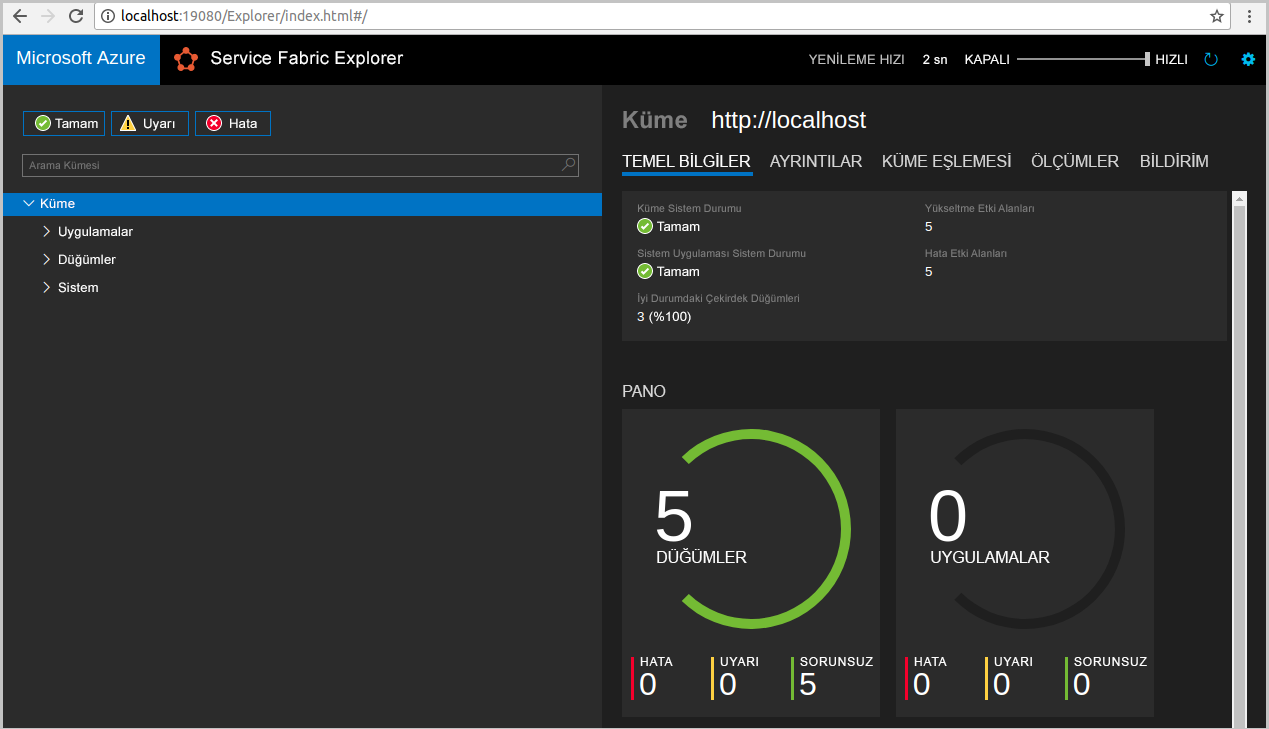 localhost:19080/Explorer/index.html#/
Microsoft Azure
Service Fabric Explorer
YENİLEME HIZI 2 sn KAPALI HIZLI
Tamam Uyarı Hata
Arama Kümesi
Küme
Uygulamalar
Düğümler
Sistem
Küme http://localhost
TEMEL BİLGİLER AYRINTILAR KÜME EŞLEMESİ ÖLÇÜMLER BİLDİRİM
Küme Sistem Durumu
Tamam
Yükseltme Etki Alanları
5
Sistem Uygulaması Sistem Durumu
Tamam
Hata Etki Alanları
5
İyi Durumdaki Çekirdek Düğümleri
3 (%100)
PANO
5
DÜĞÜMLER
HATA UYARI SORUNSUZ
0 0 5
0
UYGULAMALAR
HATA UYARI SORUNSUZ
0 0 0